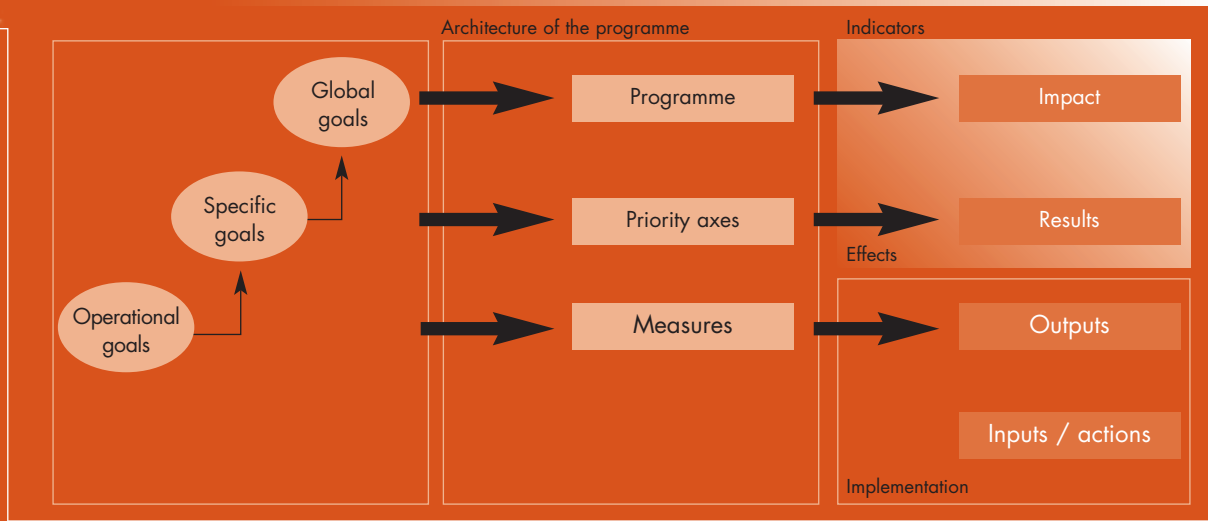 Architecture of the programme
Indicators
Global
goals
Programme
Impact
Specific
goals
Priority axes
Results
Effects
Operational
goals
Measures
Outputs
Inputs / actions
Implementation